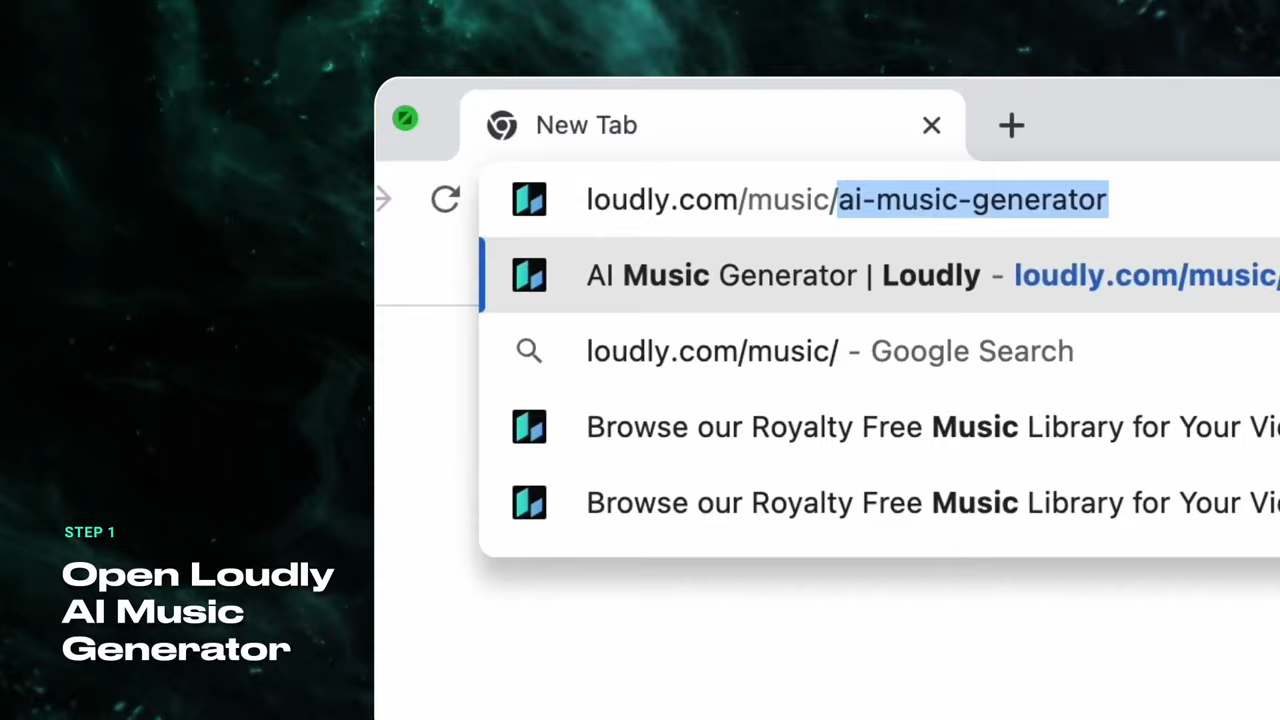 New Tab
loudly.com/music/ai-music-generator
AI Music Generator | Loudly – loudly.com/music/
loudly.com/music/ – Google Search
Browse our Royalty Free Music Library for Your
Browse our Royalty Free Music Library for Your
STEP 1
Open Loudly
AI Music
Generator